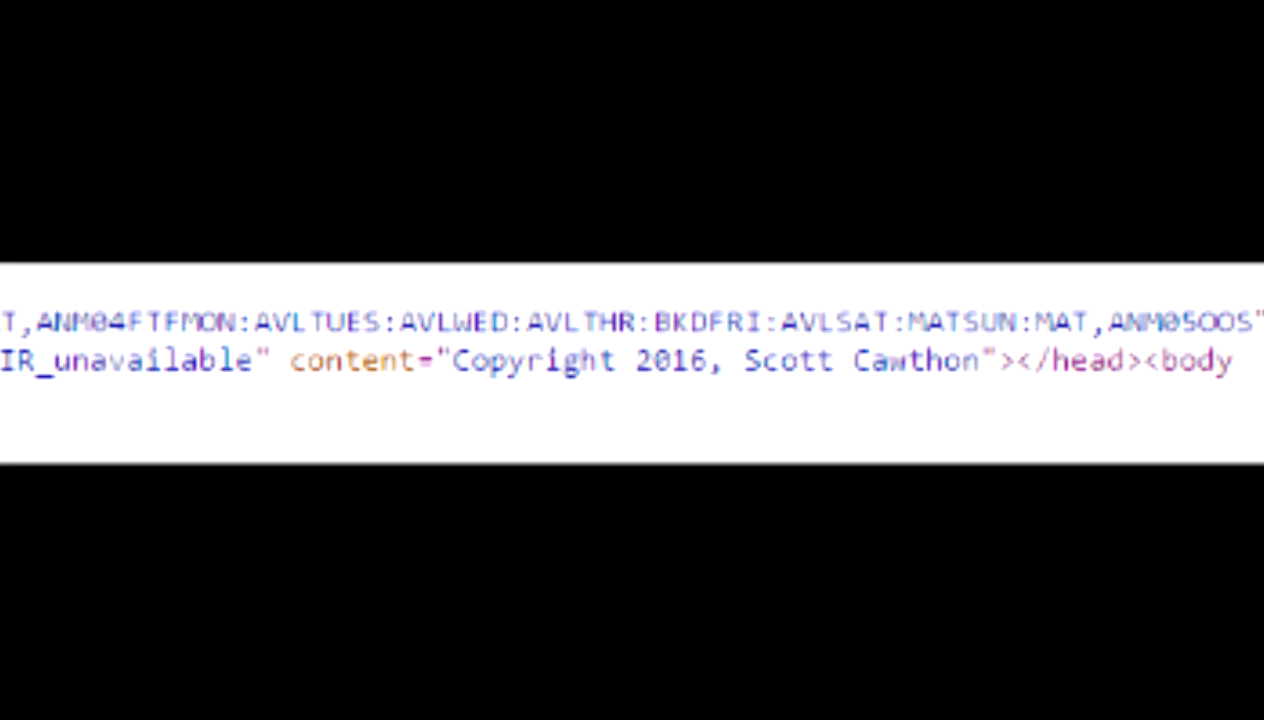 T,ANM04FTFMON:AVLTUES:AVLWED:AVLTHR:BKDFRI:AVLSAT:MATSUN:MAT,ANM05OOS"
IR_unavailable" content="Copyright 2016, Scott Cawthon"></head><body